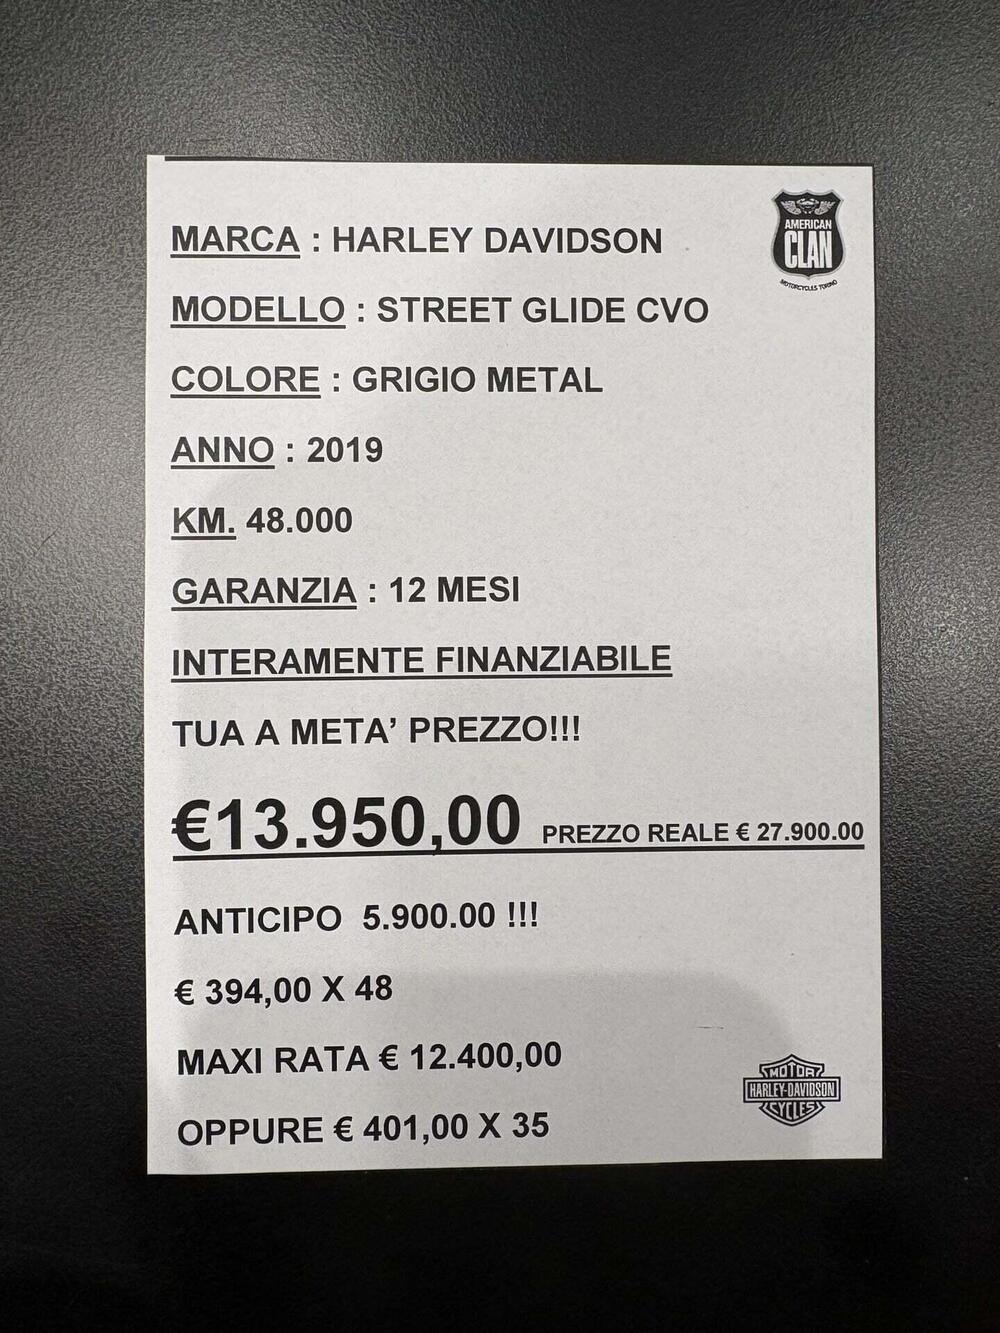 MARCA : HARLEY DAVIDSON
AMERICAN
CLAN
MOTORCYCLES TORINO
MODELLO : STREET GLIDE CVO
COLORE : GRIGIO METAL
ANNO : 2019
KM. 48.000
GARANZIA : 12 MESI
INTERAMENTE FINANZIABILE
TUA A META’ PREZZO!!!
€13.950,00 PREZZO REALE € 27.900.00
ANTICIPO 5.900.00 !!!
€ 394,00 X 48
MAXI RATA € 12.400,00
OPPURE € 401,00 X 35
MOTOR
HARLEY-DAVIDSON
CYCLES